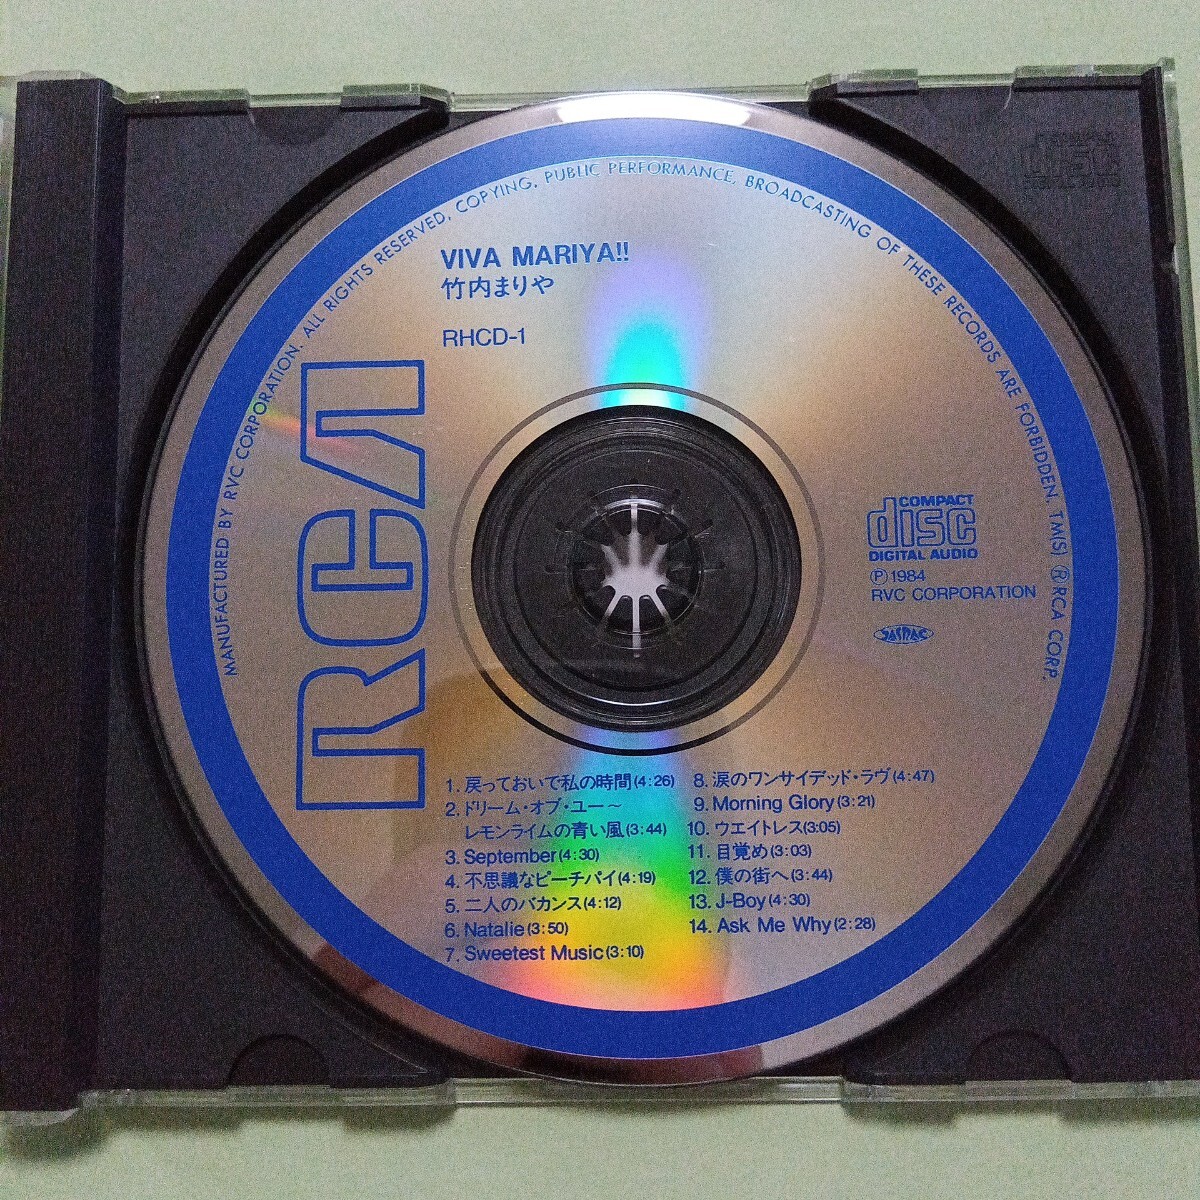 MANUFACTURED BY RVC CORPORATION. ALL RIGHTS RESERVED, COPYING, PUBLIC PERFORMANCE, BROADCASTING OF THESE RECORDS ARE FORBIDDEN. TM(S) ®RCA CORP.
VIVA MARIYA!!
竹内まりや
RHCD-1
RCA
COMPACT
disc
DIGITAL AUDIO
Ⓟ1984
RVC CORPORATION
JASRAC
1. 戻っておいで私の時間(4:26)
2. ドリーム・オブ・ユー～
レモンライムの青い風(3:44)
3. September(4:30)
4. 不思議なピーチパイ(4:19)
5. 二人のバカンス(4:12)
6. Natalie(3:50)
7. Sweetest Music(3:10)
8. 涙のワンサイデッド・ラヴ(4:47)
9. Morning Glory(3:21)
10. ウエイトレス(3:05)
11. 目覚め(3:03)
12. 僕の街へ(3:44)
13. J-Boy(4:30)
14. Ask Me Why(2:28)
COMPACT
disc
DIGITAL AUDIO